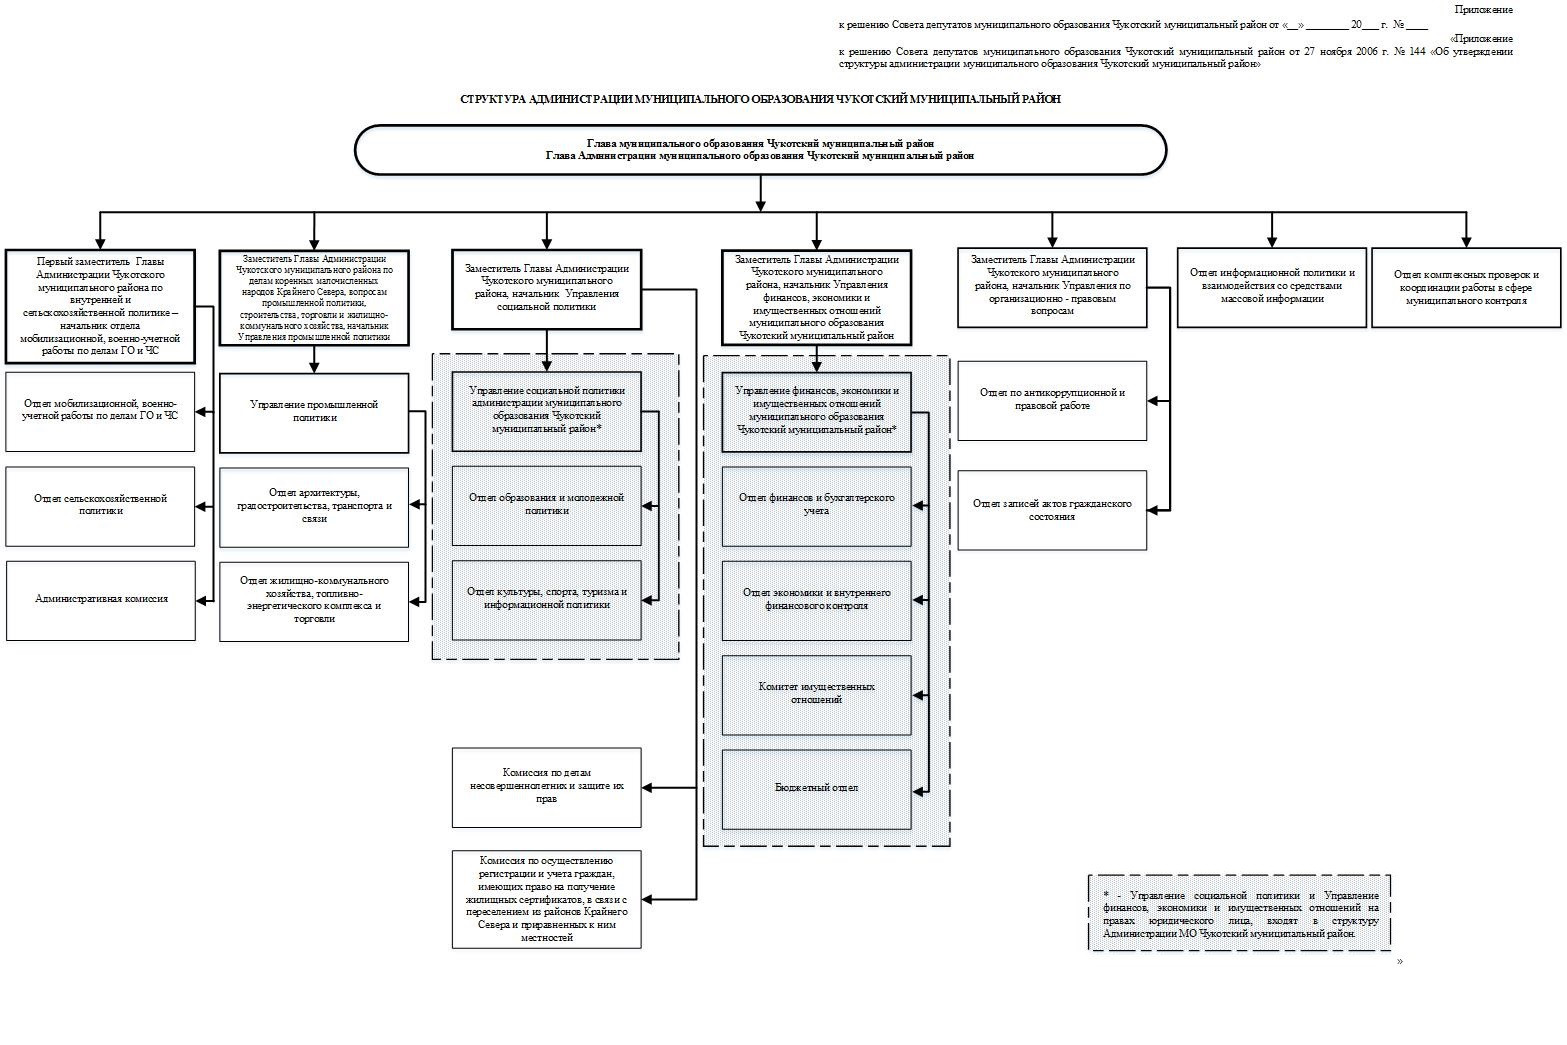 Приложение
к решению Совета депутатов муниципального образования Чукотский муниципальный район от «__» ________ 20___ г. № ____
«Приложение
к решению Совета депутатов муниципального образования Чукотский муниципальный район от 27 ноября 2006 г. № 144 «Об утверждении
структуры администрации муниципального образования Чукотский муниципальный район»
СТРУКТУРА АДМИНИСТРАЦИИ МУНИЦИПАЛЬНОГО ОБРАЗОВАНИЯ ЧУКОТСКИЙ МУНИЦИПАЛЬНЫЙ РАЙОН
Глава муниципального образования Чукотский муниципальный район
Глава Администрации муниципального образования Чукотский муниципальный район
Первый заместитель Главы
Администрации Чукотского
муниципального района по
внутренней и
сельскохозяйственной политике –
начальник отдела
мобилизационной, военно-учетной
работы по делам ГО и ЧС
Заместитель Главы Администрации
Чукотского муниципального района по
делам коренных малочисленных
народов Крайнего Севера, вопросам
промышленной политики,
строительства, торговли и жилищно-
коммунального хозяйства, начальник
Управления промышленной политики
Заместитель Главы Администрации
Чукотского муниципального
района, начальник Управления
социальной политики
Заместитель Главы Администрации
Чукотского муниципального
района, начальник Управления
финансов, экономики и
имущественных отношений
муниципального образования
Чукотский муниципальный район
Заместитель Главы Администрации
Чукотского муниципального
района, начальник Управления по
организационно - правовым
вопросам
Отдел информационной политики и
взаимодействия со средствами
массовой информации
Отдел комплексных проверок и
координации работы в сфере
муниципального контроля
Отдел мобилизационной, военно-
учетной работы по делам ГО и ЧС
Отдел сельскохозяйственной
политики
Административная комиссия
Управление промышленной
политики
Отдел архитектуры,
градостроительства, транспорта и
связи
Отдел жилищно-коммунального
хозяйства, топливно-
энергетического комплекса и
торговли
Управление социальной политики
администрации муниципального
образования Чукотский
муниципальный район*
Отдел образования и молодежной
политики
Отдел культуры, спорта, туризма и
информационной политики
Комиссия по делам
несовершеннолетних и защите их
прав
Комиссия по осуществлению
регистрации и учета граждан,
имеющих право на получение
жилищных сертификатов, в связи с
переселением из районов Крайнего
Севера и приравненных к ним
местностей
Управление финансов, экономики и
имущественных отношений
муниципального образования
Чукотский муниципальный район*
Отдел финансов и бухгалтерского
учета
Отдел экономики и внутреннего
финансового контроля
Комитет имущественных
отношений
Бюджетный отдел
Отдел по антикоррупционной и
правовой работе
Отдел записей актов гражданского
состояния
* - Управление социальной политики и Управление
финансов, экономики и имущественных отношений на
правах юридического лица, входят в структуру
Администрации МО Чукотский муниципальный район.
»